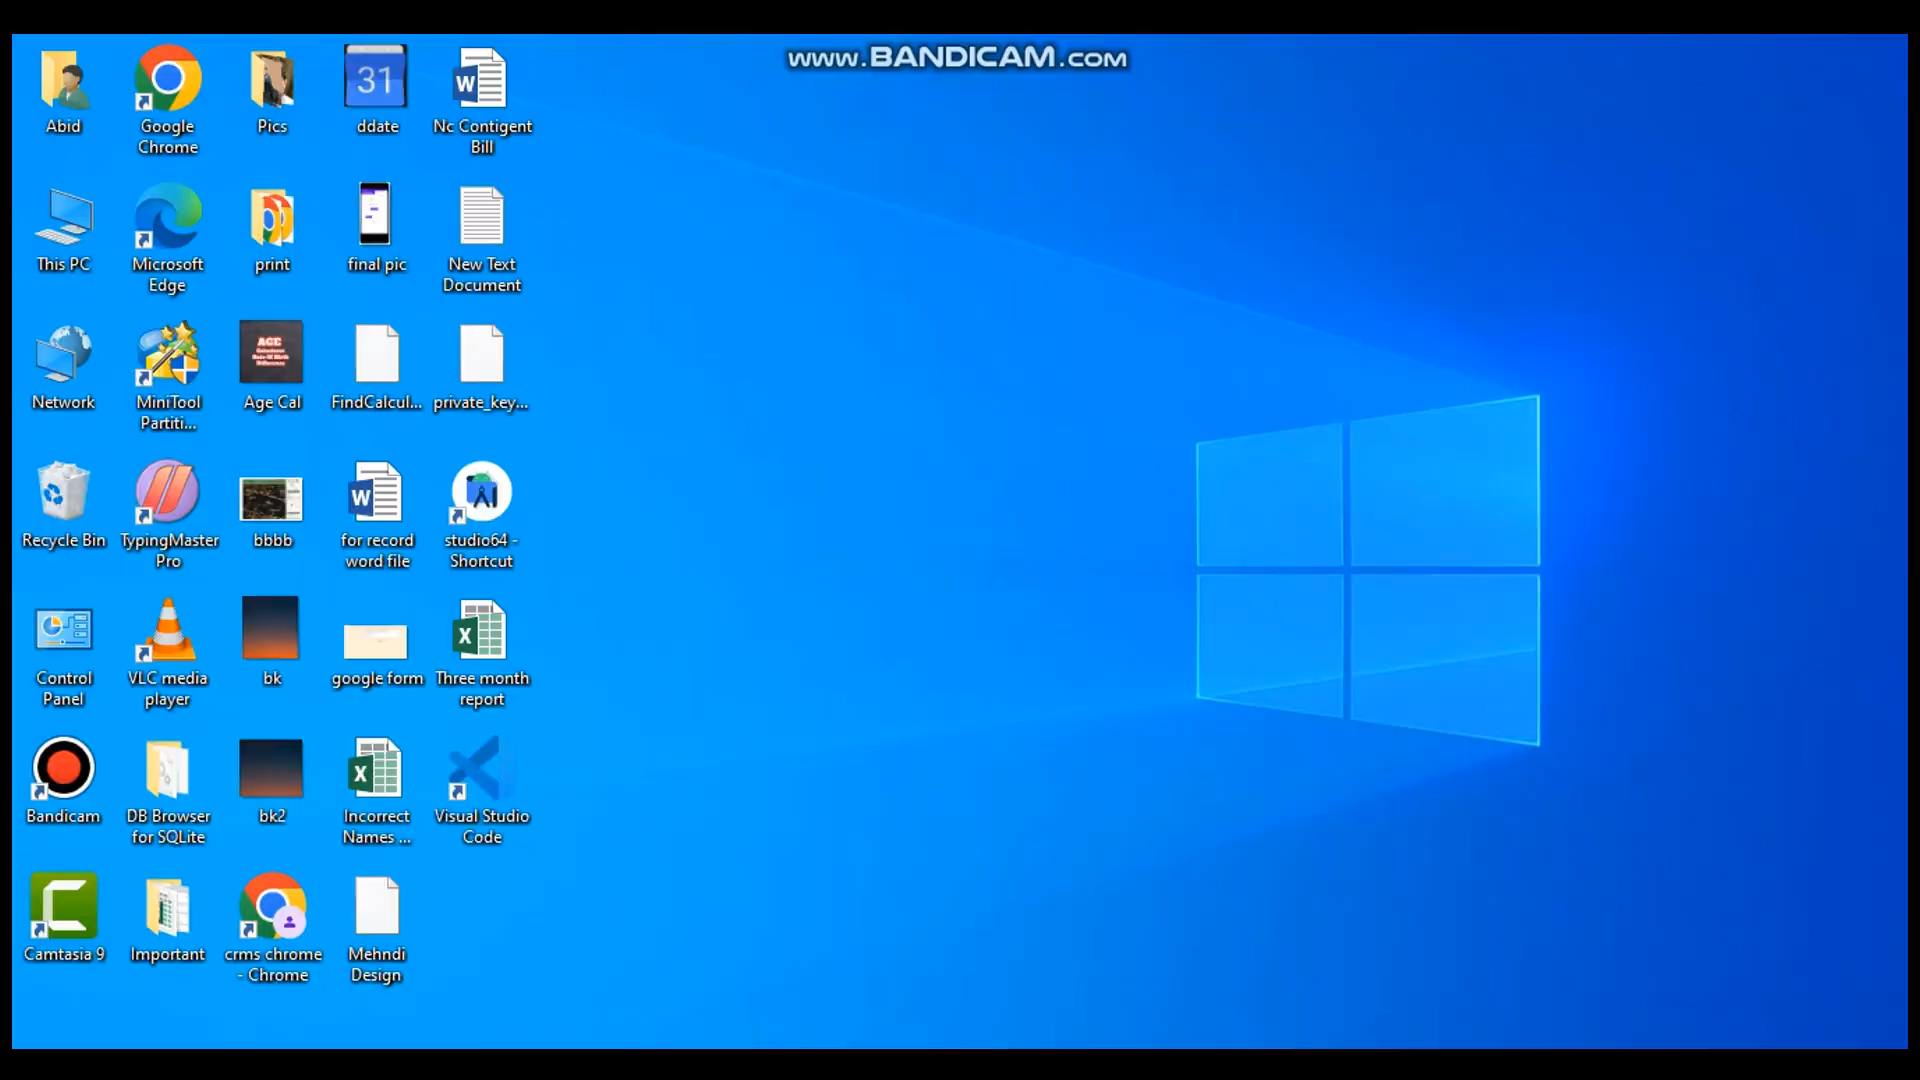 www.BANDICAM.com
Abid
Google
Chrome
Pics
31
ddate
Nc Contigent
Bill
This PC
Microsoft
Edge
print
final pic
New Text
Document
Network
MiniTool
Partiti...
AGE
Age Cal
FindCalcul...
private_key...
Recycle Bin
TypingMaster
Pro
bbbb
for record
word file
studio64 -
Shortcut
Control
Panel
VLC media
player
bk
google form
Three month
report
Bandicam
DB Browser
for SQLite
bk2
Incorrect
Names ...
Visual Studio
Code
Camtasia 9
Important
crms chrome
- Chrome
Mehndi
Design